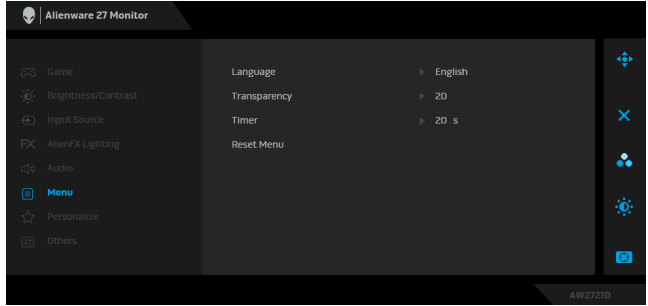 Alienware 27 Monitor
Game
Brightness/Contrast
Input Source
FX AlienFX Lighting
Audio
Menu
Personalize
Others
Language English
Transparency 20
Timer 20 s
Reset Menu
AW2721D